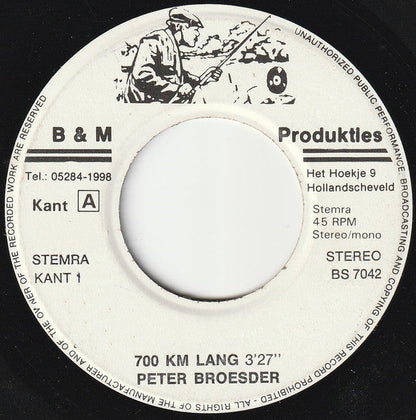 B & M Produkties
Tel.: 05284-1998
Het Hoekje 9
Hollandscheveld
Kant A
Stemra
45 RPM
Stereo/mono
STEMRA
KANT 1
STEREO
BS 7042
700 KM LANG 3'27''
PETER BROESDER
ALL RIGHTS OF THE MANUFACTURER AND OF THE OWNER OF THE RECORDED WORK ARE RESERVED
UNAUTHORIZED PUBLIC PERFORMANCE, BROADCASTING AND COPYING OF THIS RECORD PROHIBITED -